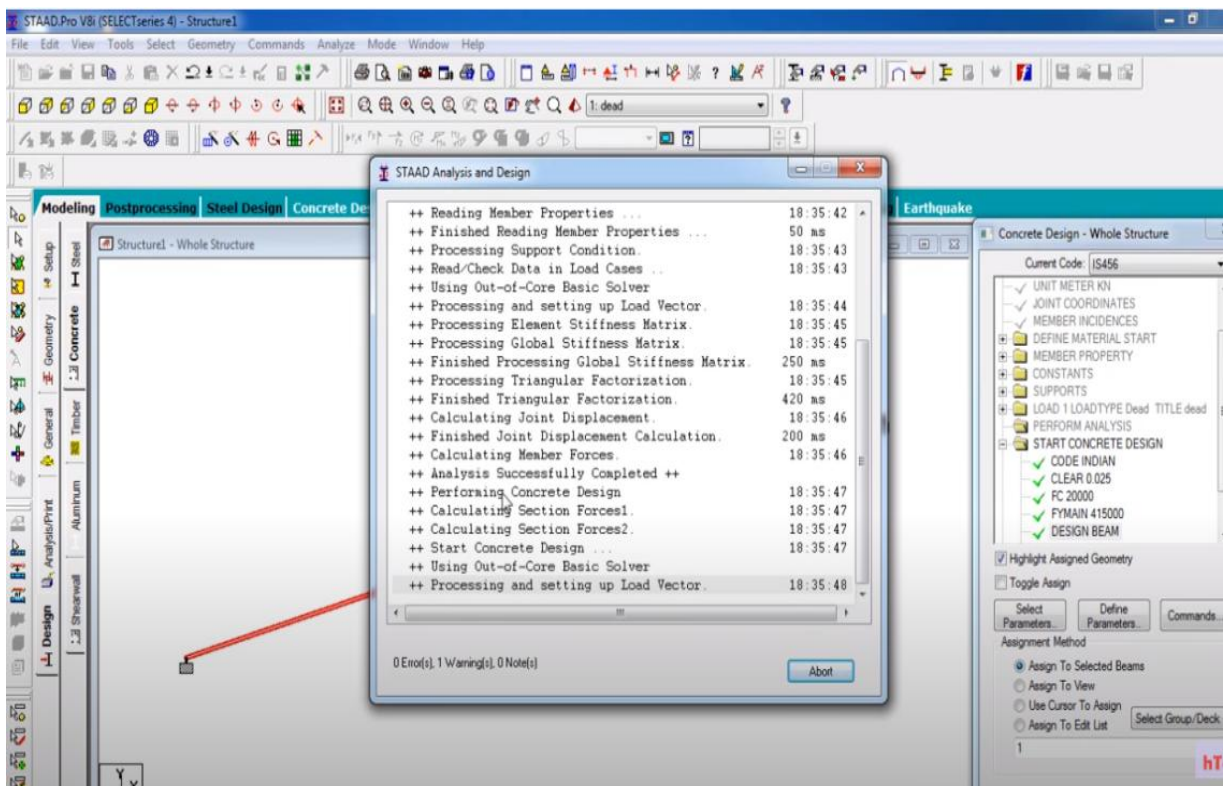 STAAD.Pro V8i (SELECTseries 4) - Structure1
File Edit View Tools Select Geometry Commands Analyze Mode Window Help
1: dead
Modeling Postprocessing Steel Design Concrete De
Earthquake
Setup
Geometry
General
Analysis/Print
Design
Steel
Concrete
Timber
Aluminum
Shearwall
Structure1 - Whole Structure
STAAD Analysis and Design
++ Reading Member Properties ... 18:35:42
++ Finished Reading Member Properties ... 50 ms
++ Processing Support Condition. 18:35:43
++ Read/Check Data in Load Cases .. 18:35:43
++ Using Out-of-Core Basic Solver
++ Processing and setting up Load Vector. 18:35:44
++ Processing Element Stiffness Matrix. 18:35:45
++ Processing Global Stiffness Matrix. 18:35:45
++ Finished Processing Global Stiffness Matrix. 250 ms
++ Processing Triangular Factorization. 18:35:45
++ Finished Triangular Factorization. 420 ms
++ Calculating Joint Displacement. 18:35:46
++ Finished Joint Displacement Calculation. 200 ms
++ Calculating Member Forces. 18:35:46
++ Analysis Successfully Completed ++
++ Performing Concrete Design 18:35:47
++ Calculating Section Forces1. 18:35:47
++ Calculating Section Forces2. 18:35:47
++ Start Concrete Design ... 18:35:47
++ Using Out-of-Core Basic Solver
++ Processing and setting up Load Vector. 18:35:48
0 Error(s), 1 Warning(s), 0 Note(s)
Abort
Concrete Design - Whole Structure
Current Code: IS456
UNIT METER KN
JOINT COORDINATES
MEMBER INCIDENCES
DEFINE MATERIAL START
MEMBER PROPERTY
CONSTANTS
SUPPORTS
LOAD 1 LOADTYPE Dead TITLE dead
PERFORM ANALYSIS
START CONCRETE DESIGN
CODE INDIAN
CLEAR 0.025
FC 20000
FYMAIN 415000
DESIGN BEAM
Highlight Assigned Geometry
Toggle Assign
Select Parameters...
Define Parameters...
Commands...
Assignment Method
Assign To Selected Beams
Assign To View
Use Cursor To Assign
Assign To Edit List
Select Group/Deck
1
hT
Y